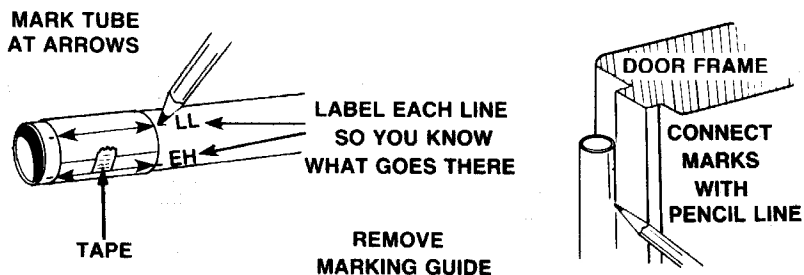 MARK TUBE
AT ARROWS
LL
EH
TAPE
LABEL EACH LINE
SO YOU KNOW
WHAT GOES THERE
REMOVE
MARKING GUIDE
DOOR FRAME
CONNECT
MARKS
WITH
PENCIL LINE